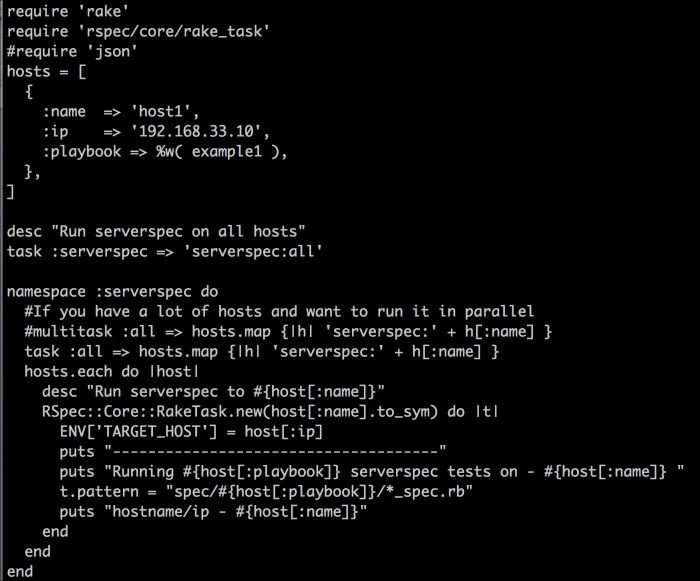 require 'rake'
require 'rspec/core/rake_task'
#require 'json'
hosts = [
  {
    :name  => 'host1',
    :ip    => '192.168.33.10',
    :playbook => %w( example1 ),
  },
]

desc "Run serverspec on all hosts"
task :serverspec => 'serverspec:all'

namespace :serverspec do
  #If you have a lot of hosts and want to run it in parallel
  #multitask :all => hosts.map {|h| 'serverspec:' + h[:name] }
  task :all => hosts.map {|h| 'serverspec:' + h[:name] }
  hosts.each do |host|
    desc "Run serverspec to #{host[:name]}"
    RSpec::Core::RakeTask.new(host[:name].to_sym) do |t|
      ENV['TARGET_HOST'] = host[:ip]
      puts "------------------------------------"
      puts "Running #{host[:playbook]} serverspec tests on - #{host[:name]} "
      t.pattern = "spec/#{host[:playbook]}/*_spec.rb"
      puts "hostname/ip - #{host[:name]}"
    end
  end
end